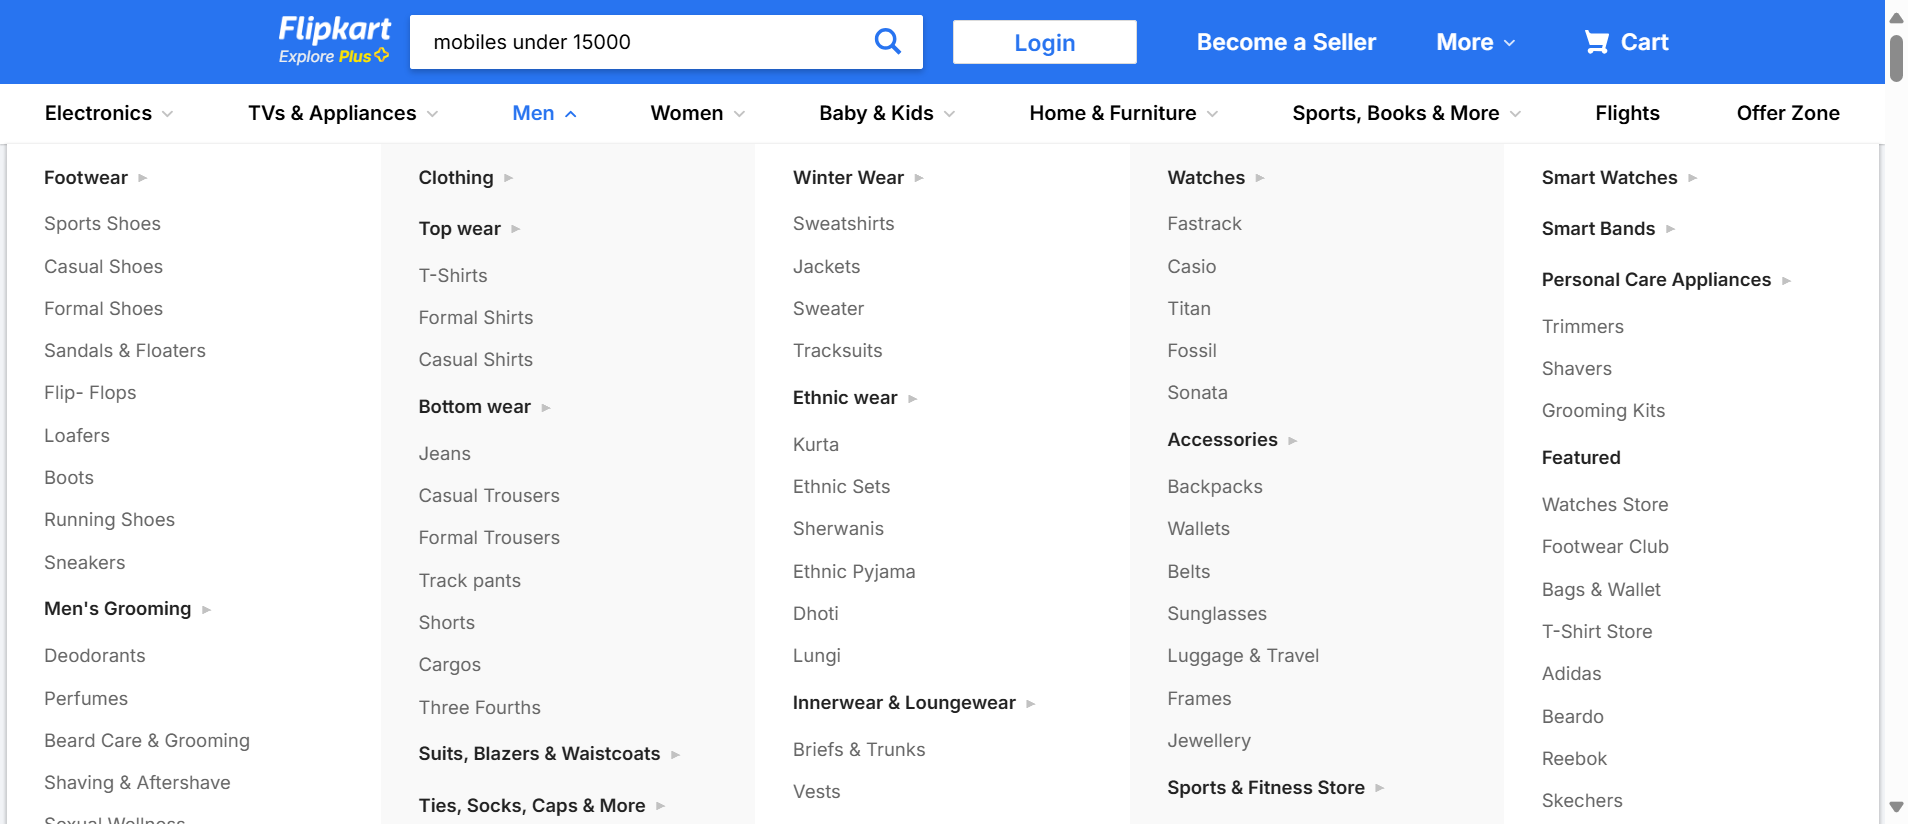 Flipkart
Explore Plus
mobiles under 15000
Login
Become a Seller
More
Cart
Electronics
TVs & Appliances
Men
Women
Baby & Kids
Home & Furniture
Sports, Books & More
Flights
Offer Zone
Footwear
Sports Shoes
Casual Shoes
Formal Shoes
Sandals & Floaters
Flip- Flops
Loafers
Boots
Running Shoes
Sneakers
Men's Grooming
Deodorants
Perfumes
Beard Care & Grooming
Shaving & Aftershave
Sexual Wellness
Clothing
Top wear
T-Shirts
Formal Shirts
Casual Shirts
Bottom wear
Jeans
Casual Trousers
Formal Trousers
Track pants
Shorts
Cargos
Three Fourths
Suits, Blazers & Waistcoats
Ties, Socks, Caps & More
Winter Wear
Sweatshirts
Jackets
Sweater
Tracksuits
Ethnic wear
Kurta
Ethnic Sets
Sherwanis
Ethnic Pyjama
Dhoti
Lungi
Innerwear & Loungewear
Briefs & Trunks
Vests
Watches
Fastrack
Casio
Titan
Fossil
Sonata
Accessories
Backpacks
Wallets
Belts
Sunglasses
Luggage & Travel
Frames
Jewellery
Sports & Fitness Store
Smart Watches
Smart Bands
Personal Care Appliances
Trimmers
Shavers
Grooming Kits
Featured
Watches Store
Footwear Club
Bags & Wallet
T-Shirt Store
Adidas
Beardo
Reebok
Skechers